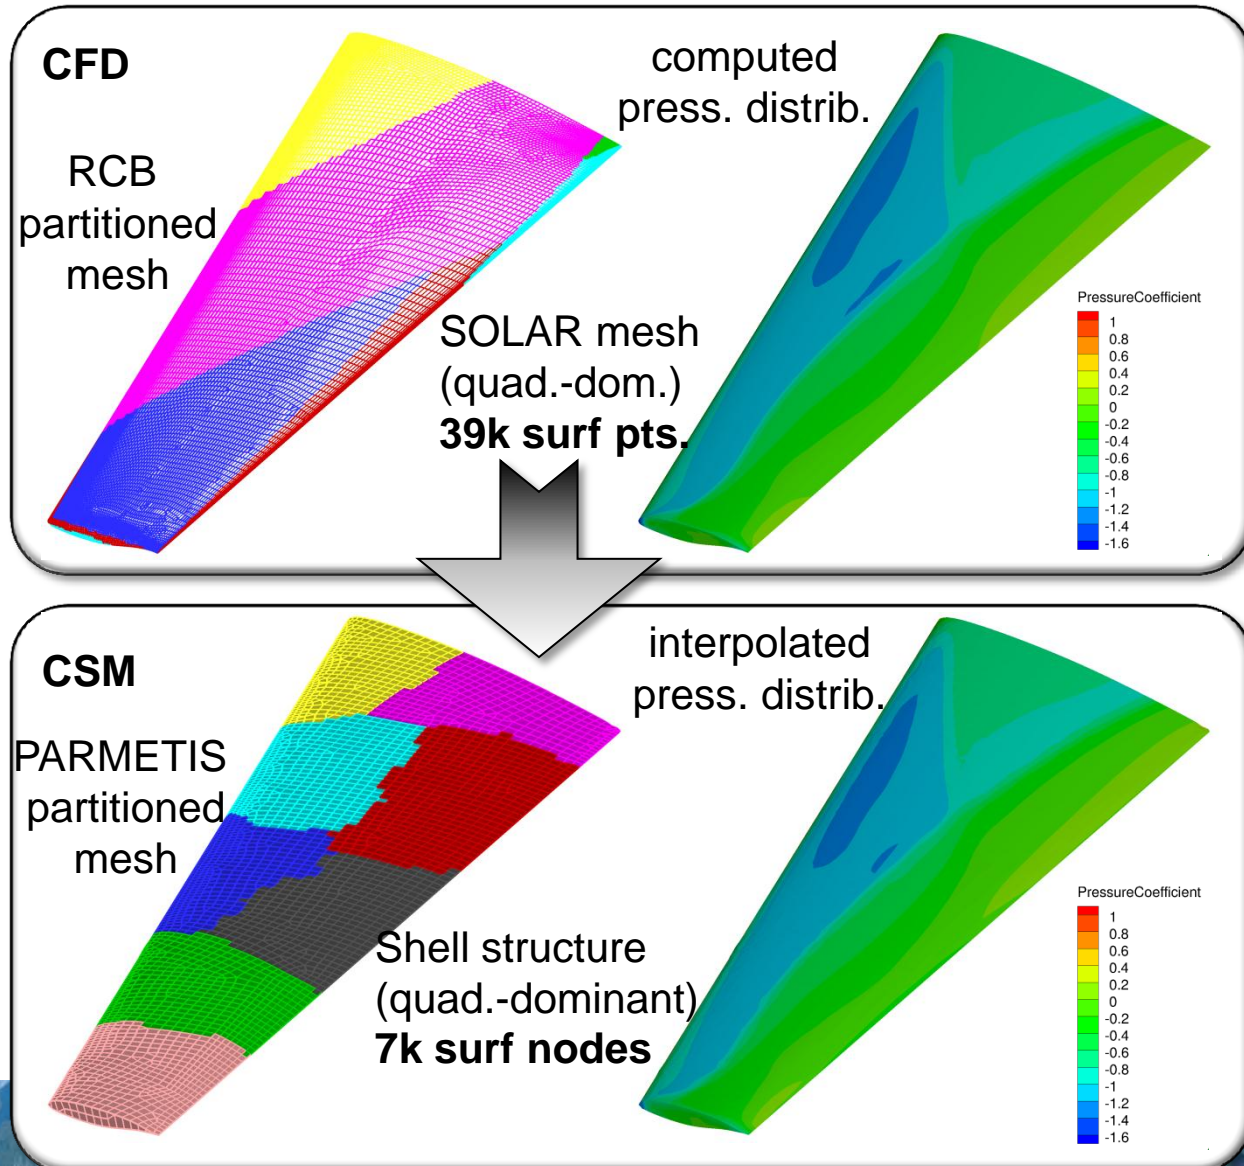 CFD
computed
press. distrib.
RCB
partitioned
mesh
SOLAR mesh
(quad.-dom.)
39k surf pts.
PressureCoefficient
1
0.8
0.6
0.4
0.2
0
-0.2
-0.4
-0.6
-0.8
-1
-1.2
-1.4
-1.6
CSM
interpolated
press. distrib.
PARMETIS
partitioned
mesh
Shell structure
(quad.-dominant)
7k surf nodes
PressureCoefficient
1
0.8
0.6
0.4
0.2
0
-0.2
-0.4
-0.6
-0.8
-1
-1.2
-1.4
-1.6